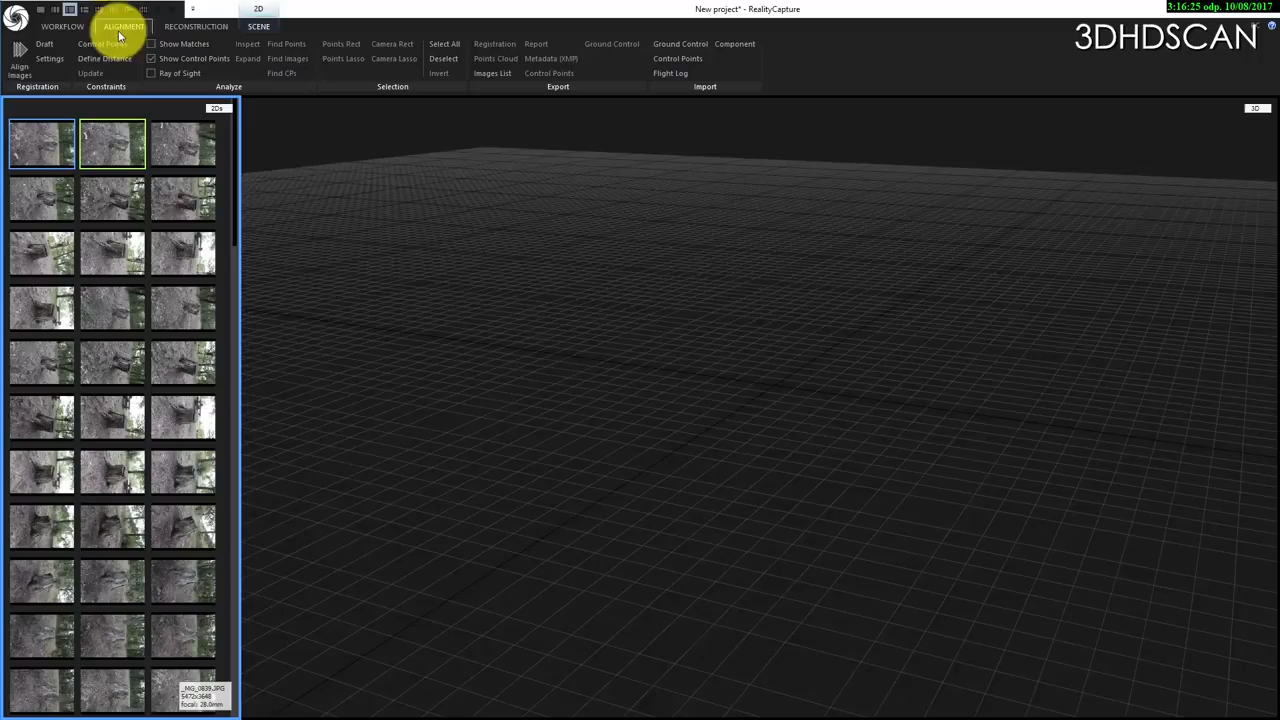 2D
New project* - RealityCapture
3:16:25 odp. 10/08/2017
WORKFLOW ALIGNMENT RECONSTRUCTION SCENE
3DHDSCAN
Align Images
Draft
Settings
Registration
Control Points
Define Distance
Update
Constraints
Show Matches
Show Control Points
Ray of Sight
Inspect
Expand
Find Points
Find Images
Find CPs
Analyze
Points Rect
Points Lasso
Camera Rect
Camera Lasso
Select All
Deselect
Invert
Selection
Registration
Points Cloud
Images List
Report
Metadata (XMP)
Control Points
Ground Control
Export
Ground Control
Control Points
Flight Log
Component
Import
2Ds
3D
_MG_0839.JPG
5472x3648
focal: 28.0mm